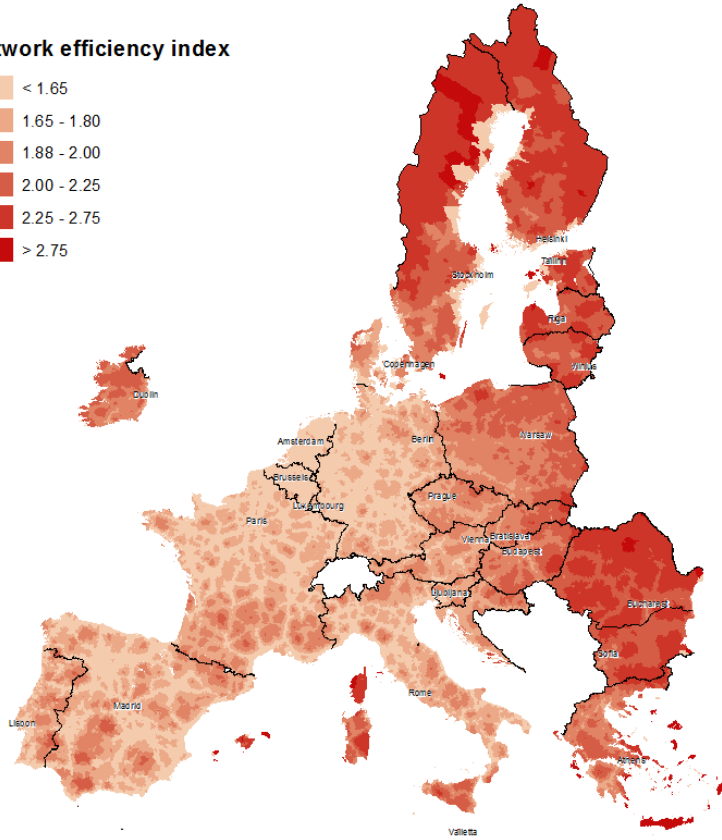 twork efficiency index
< 1.65
1.65 - 1.80
1.88 - 2.00
2.00 - 2.25
2.25 - 2.75
> 2.75
Helsinki
Tallinn
Stockholm
Riga
Copenhagen
Vilnius
Dublin
Amsterdam
Berlin
Warsaw
Brussels
Prague
Luxembourg
Paris
Vienna
Bratislava
Budapest
Ljubljana
Bucharest
Sofia
Rome
Madrid
Lisbon
Athens
Valletta